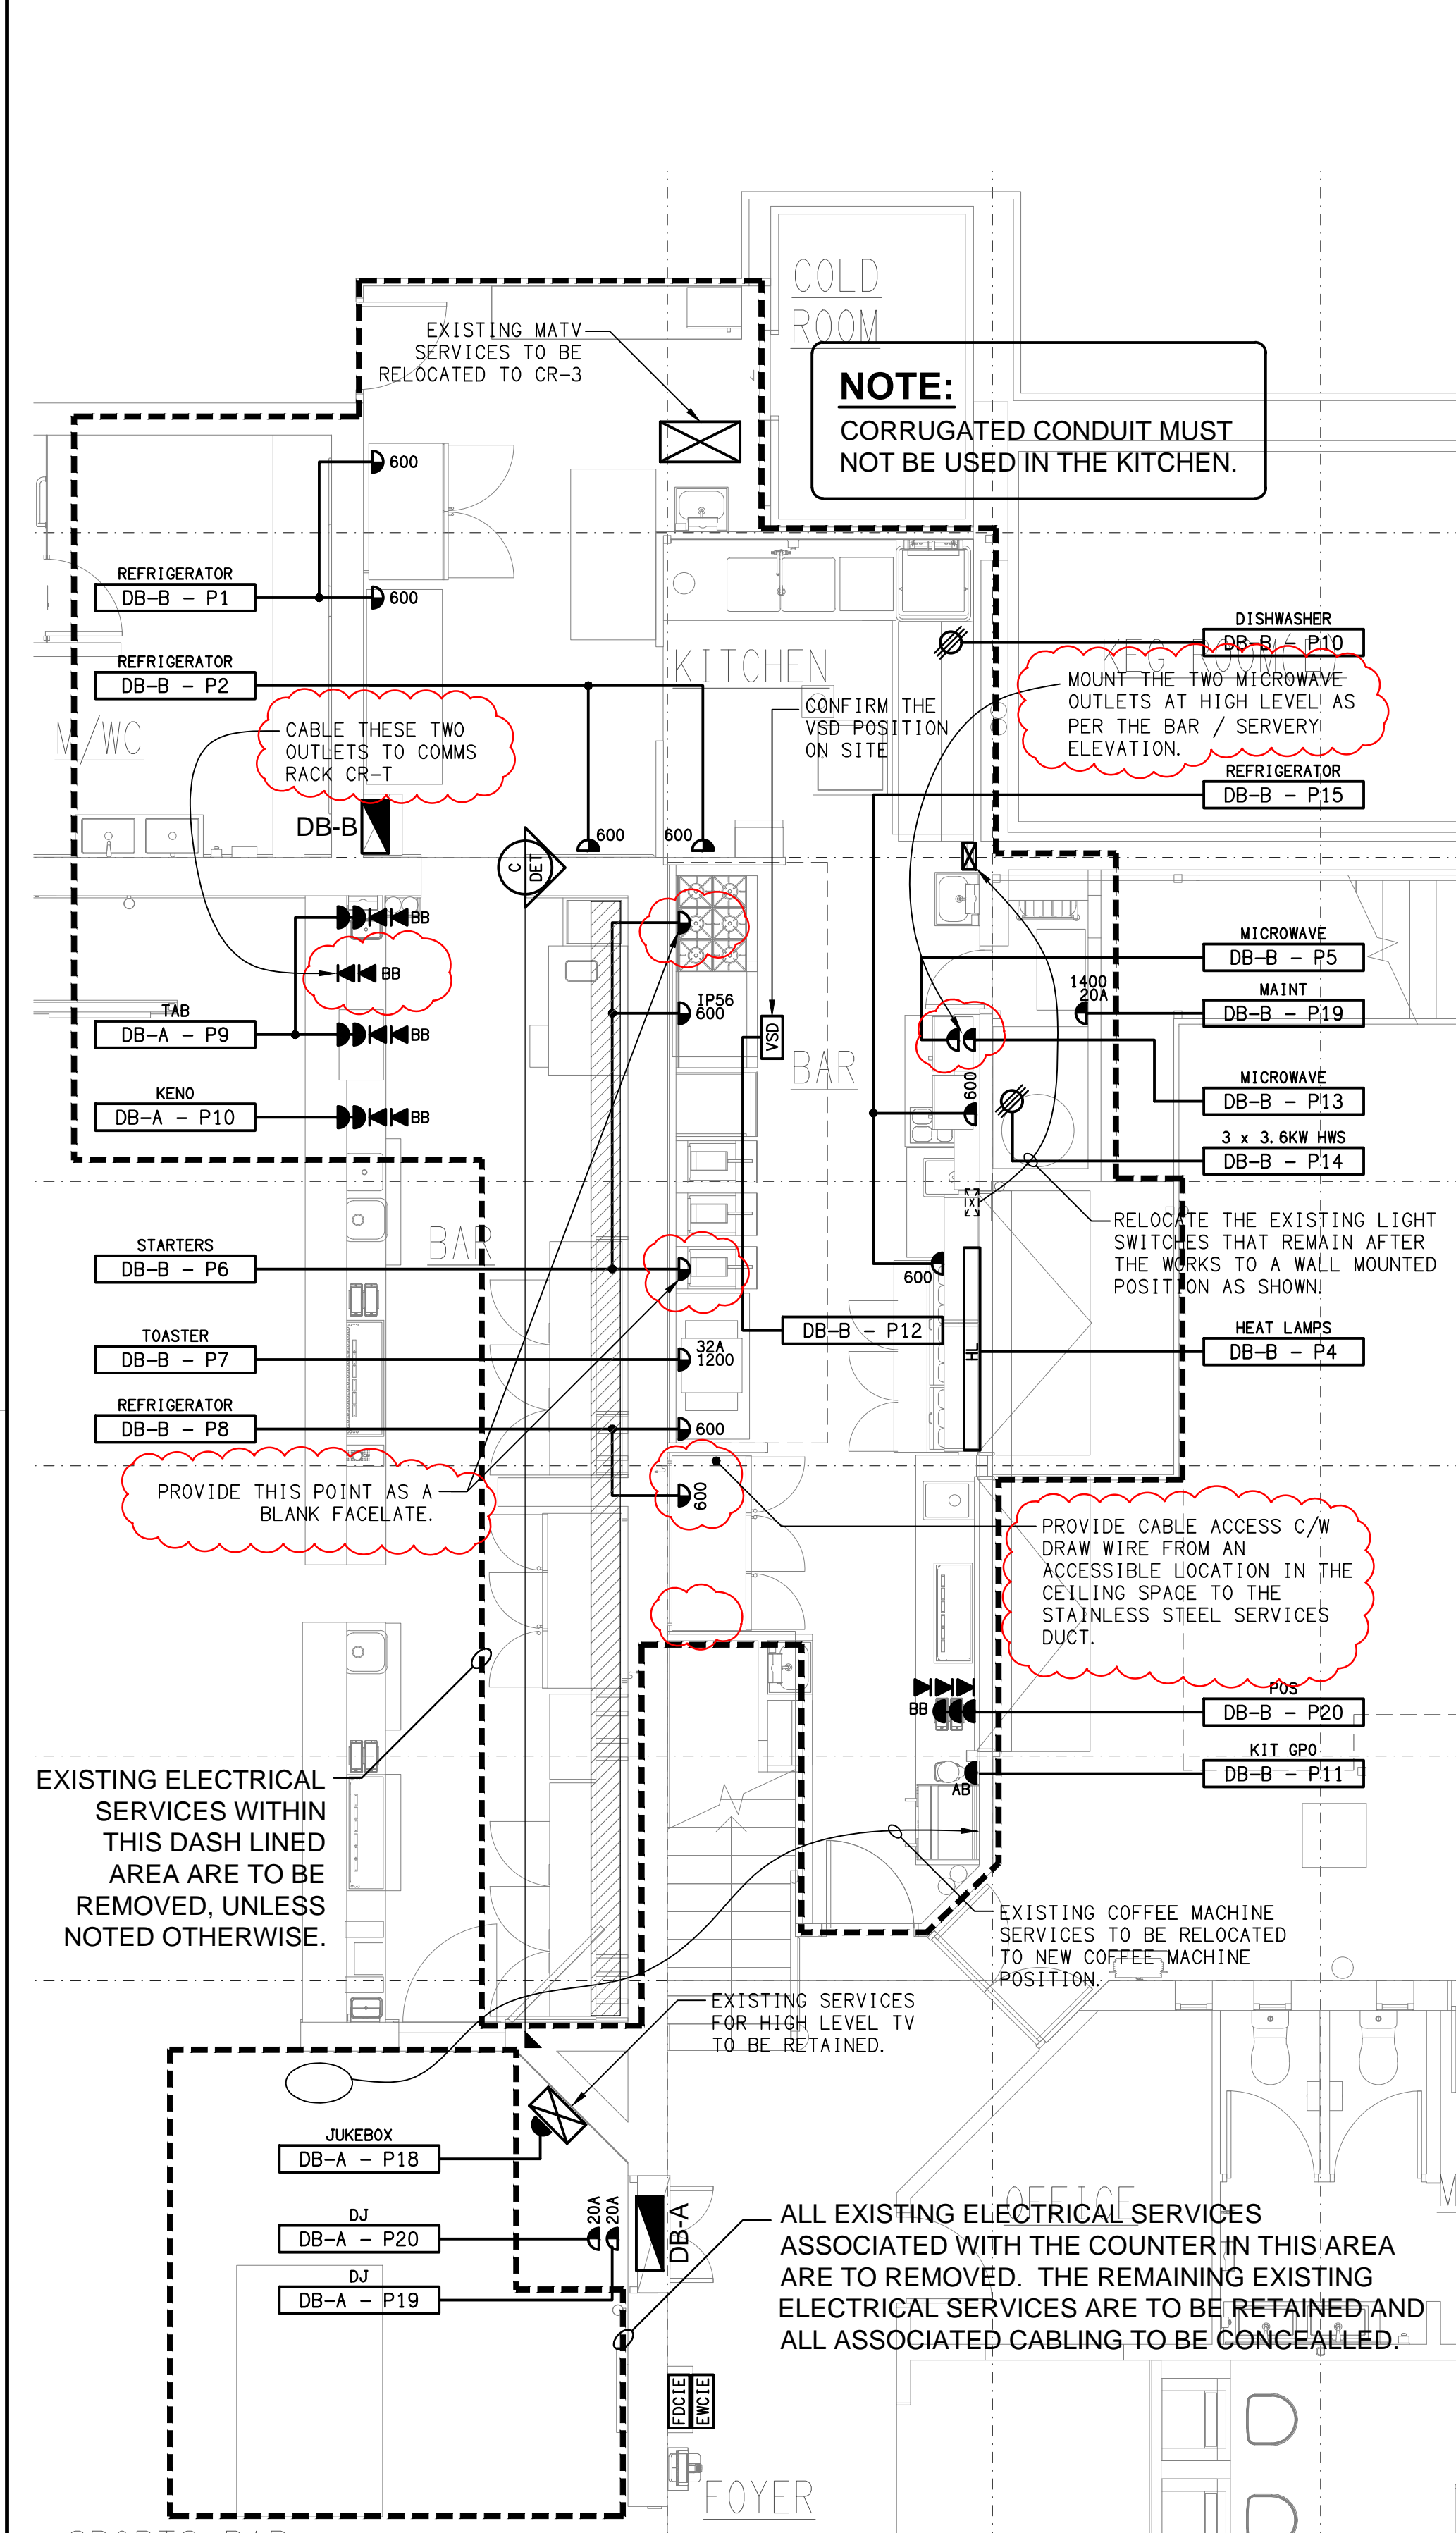 COLD
ROOM
EXISTING MATV
SERVICES TO BE
RELOCATED TO CR-3
NOTE:
CORRUGATED CONDUIT MUST
NOT BE USED IN THE KITCHEN.
600
REFRIGERATOR
DB-B - P1
600
DISHWASHER
DB-B - P10
KEG ROOM(E)
REFRIGERATOR
DB-B - P2
KITCHEN
MOUNT THE TWO MICROWAVE
OUTLETS AT HIGH LEVEL AS
PER THE BAR / SERVERY
ELEVATION.
CONFIRM THE
VSD POSITION
ON SITE
M/WC
CABLE THESE TWO
OUTLETS TO COMMS
RACK CR-T
REFRIGERATOR
DB-B - P15
DB-B
600
600
C
DET
BB
BB
MICROWAVE
DB-B - P5
1400
20A
MAINT
DB-B - P19
IP56
600
TAB
DB-A - P9
BB
VSD
BAR
600
MICROWAVE
DB-B - P13
KENO
DB-A - P10
BB
3 x 3.6KW HWS
DB-B - P14
BAR
RELOCATE THE EXISTING LIGHT
SWITCHES THAT REMAIN AFTER
THE WORKS TO A WALL MOUNTED
POSITION AS SHOWN.
STARTERS
DB-B - P6
600
DB-B - P12
HL
HEAT LAMPS
DB-B - P4
TOASTER
DB-B - P7
32A
1200
REFRIGERATOR
DB-B - P8
600
PROVIDE THIS POINT AS A
BLANK FACELATE.
600
PROVIDE CABLE ACCESS C/W
DRAW WIRE FROM AN
ACCESSIBLE LOCATION IN THE
CEILING SPACE TO THE
STAINLESS STEEL SERVICES
DUCT.
BB
POS
DB-B - P20
KIT GPO
DB-B - P11
AB
EXISTING ELECTRICAL
SERVICES WITHIN
THIS DASH LINED
AREA ARE TO BE
REMOVED, UNLESS
NOTED OTHERWISE.
EXISTING COFFEE MACHINE
SERVICES TO BE RELOCATED
TO NEW COFFEE MACHINE
POSITION.
EXISTING SERVICES
FOR HIGH LEVEL TV
TO BE RETAINED.
JUKEBOX
DB-A - P18
OFFICE
M
20A
20A
DB-A
DJ
DB-A - P20
DJ
DB-A - P19
ALL EXISTING ELECTRICAL SERVICES
ASSOCIATED WITH THE COUNTER IN THIS AREA
ARE TO REMOVED.  THE REMAINING EXISTING
ELECTRICAL SERVICES ARE TO BE RETAINED AND
ALL ASSOCIATED CABLING TO BE CONCEALLED.
FDCIE
EWCIE
FOYER